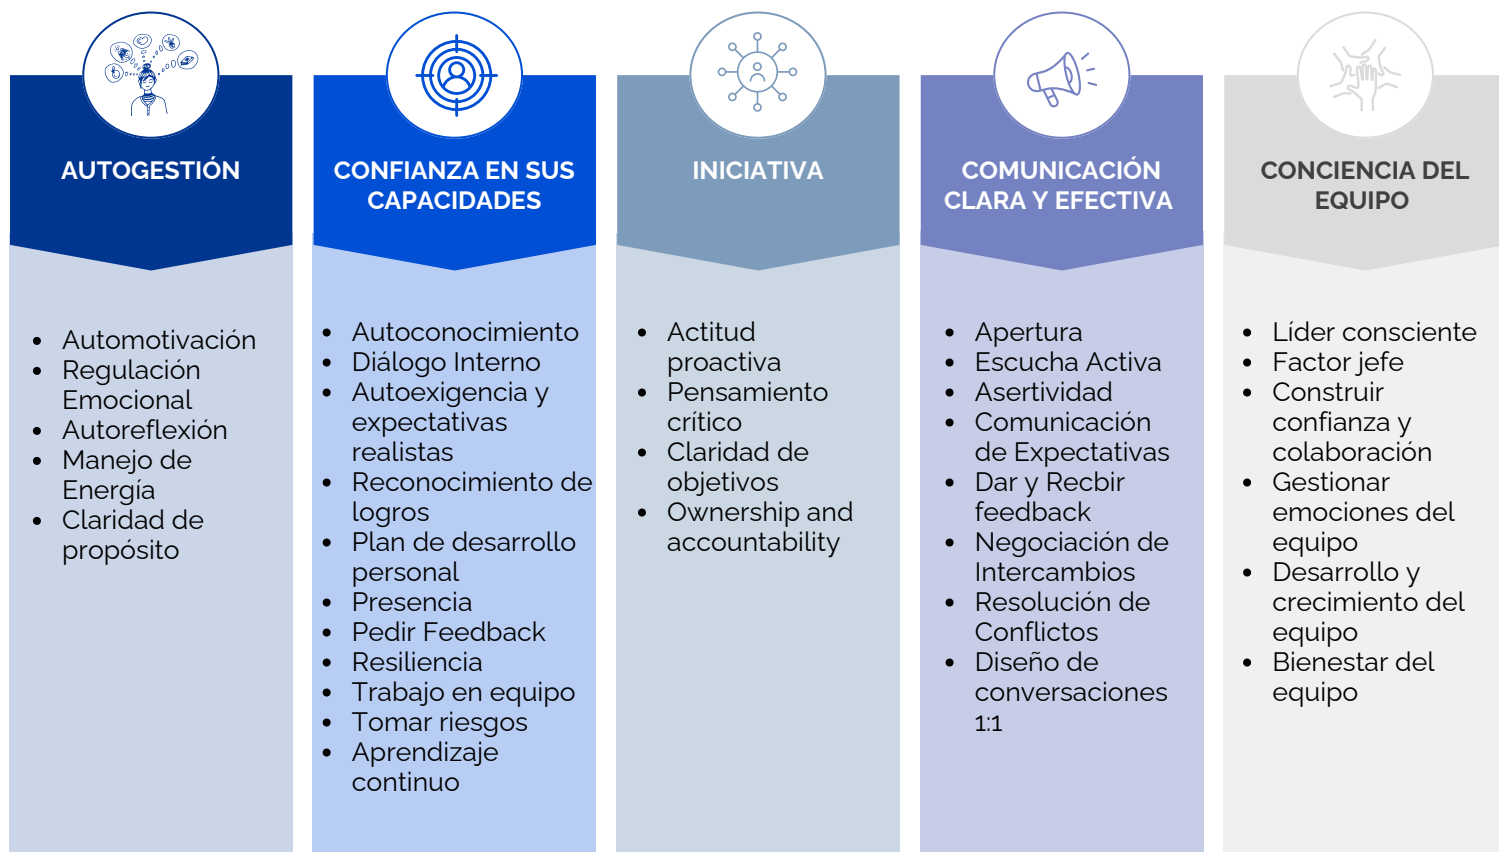 AUTOGESTIÓN
• Automotivación
• Regulación
Emocional
• Autoreflexión
• Manejo de
Energía
• Claridad de
propósito
CONFIANZA EN SUS
CAPACIDADES
• Autoconocimiento
• Diálogo Interno
• Autoexigencia y
expectativas
realistas
• Reconocimiento de
logros
• Plan de desarrollo
personal
• Presencia
• Pedir Feedback
• Resiliencia
• Trabajo en equipo
• Tomar riesgos
• Aprendizaje
continuo
INICIATIVA
• Actitud
proactiva
• Pensamiento
crítico
• Claridad de
objetivos
• Ownership and
accountability
COMUNICACIÓN
CLARA Y EFECTIVA
• Apertura
• Escucha Activa
• Asertividad
• Comunicación
de Expectativas
• Dar y Recbir
feedback
• Negociación de
Intercambios
• Resolución de
Conflictos
• Diseño de
conversaciones
1:1
CONCIENCIA DEL
EQUIPO
• Líder consciente
• Factor jefe
• Construir
confianza y
colaboración
• Gestionar
emociones del
equipo
• Desarrollo y
crecimiento del
equipo
• Bienestar del
equipo